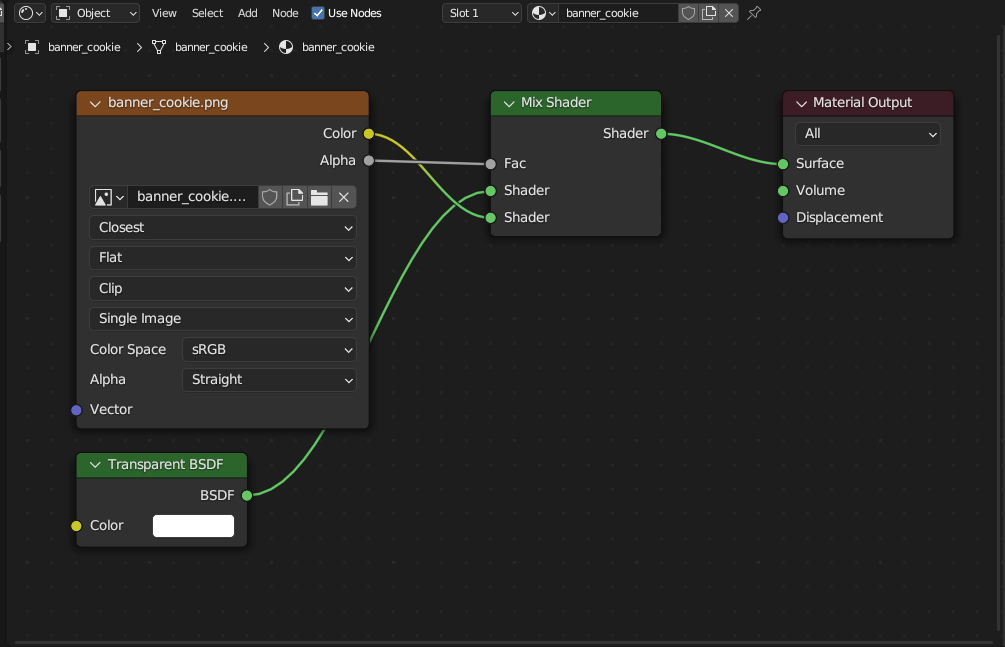 Object View Select Add Node Use Nodes Slot 1 banner_cookie
banner_cookie banner_cookie banner_cookie
banner_cookie.png
Color
Alpha
banner_cookie....
Closest
Flat
Clip
Single Image
Color Space sRGB
Alpha Straight
Vector
Transparent BSDF
BSDF
Color
Mix Shader
Shader
Fac
Shader
Shader
Material Output
All
Surface
Volume
Displacement